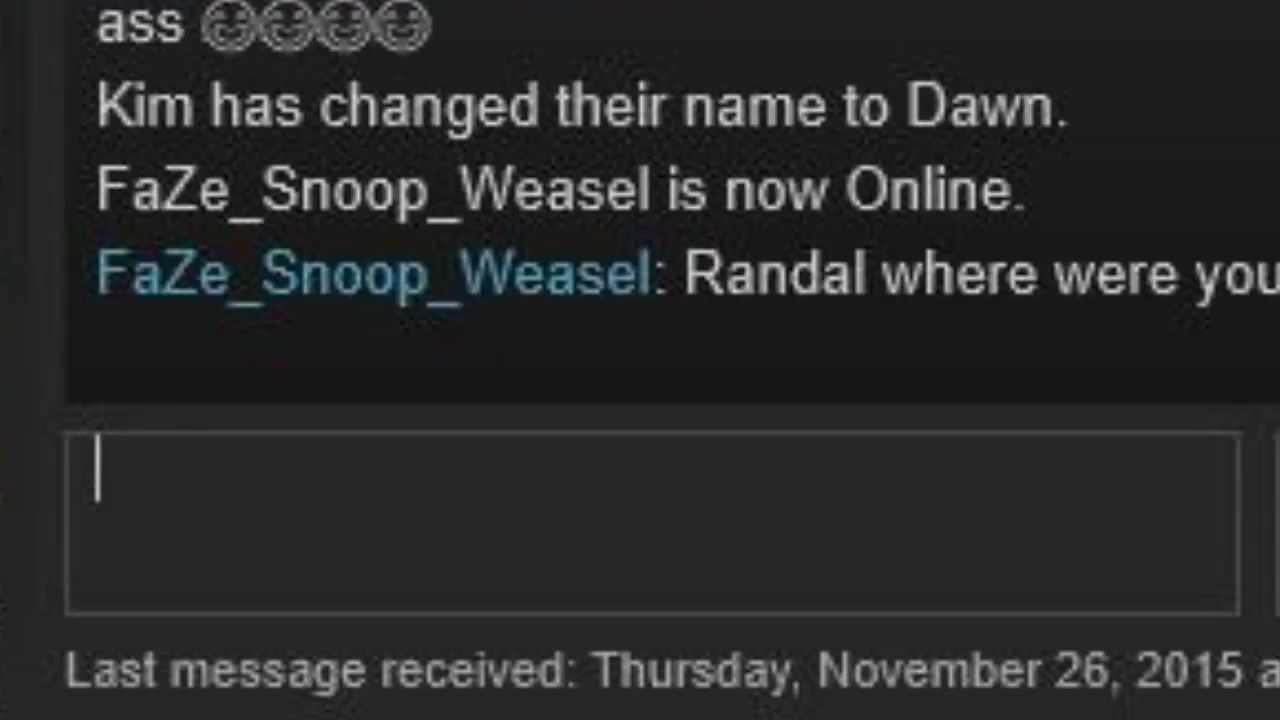 ass 😂😂😂😂
Kim has changed their name to Dawn.
FaZe_Snoop_Weasel is now Online.
FaZe_Snoop_Weasel: Randal where were you
Last message received: Thursday, November 26, 2015 a